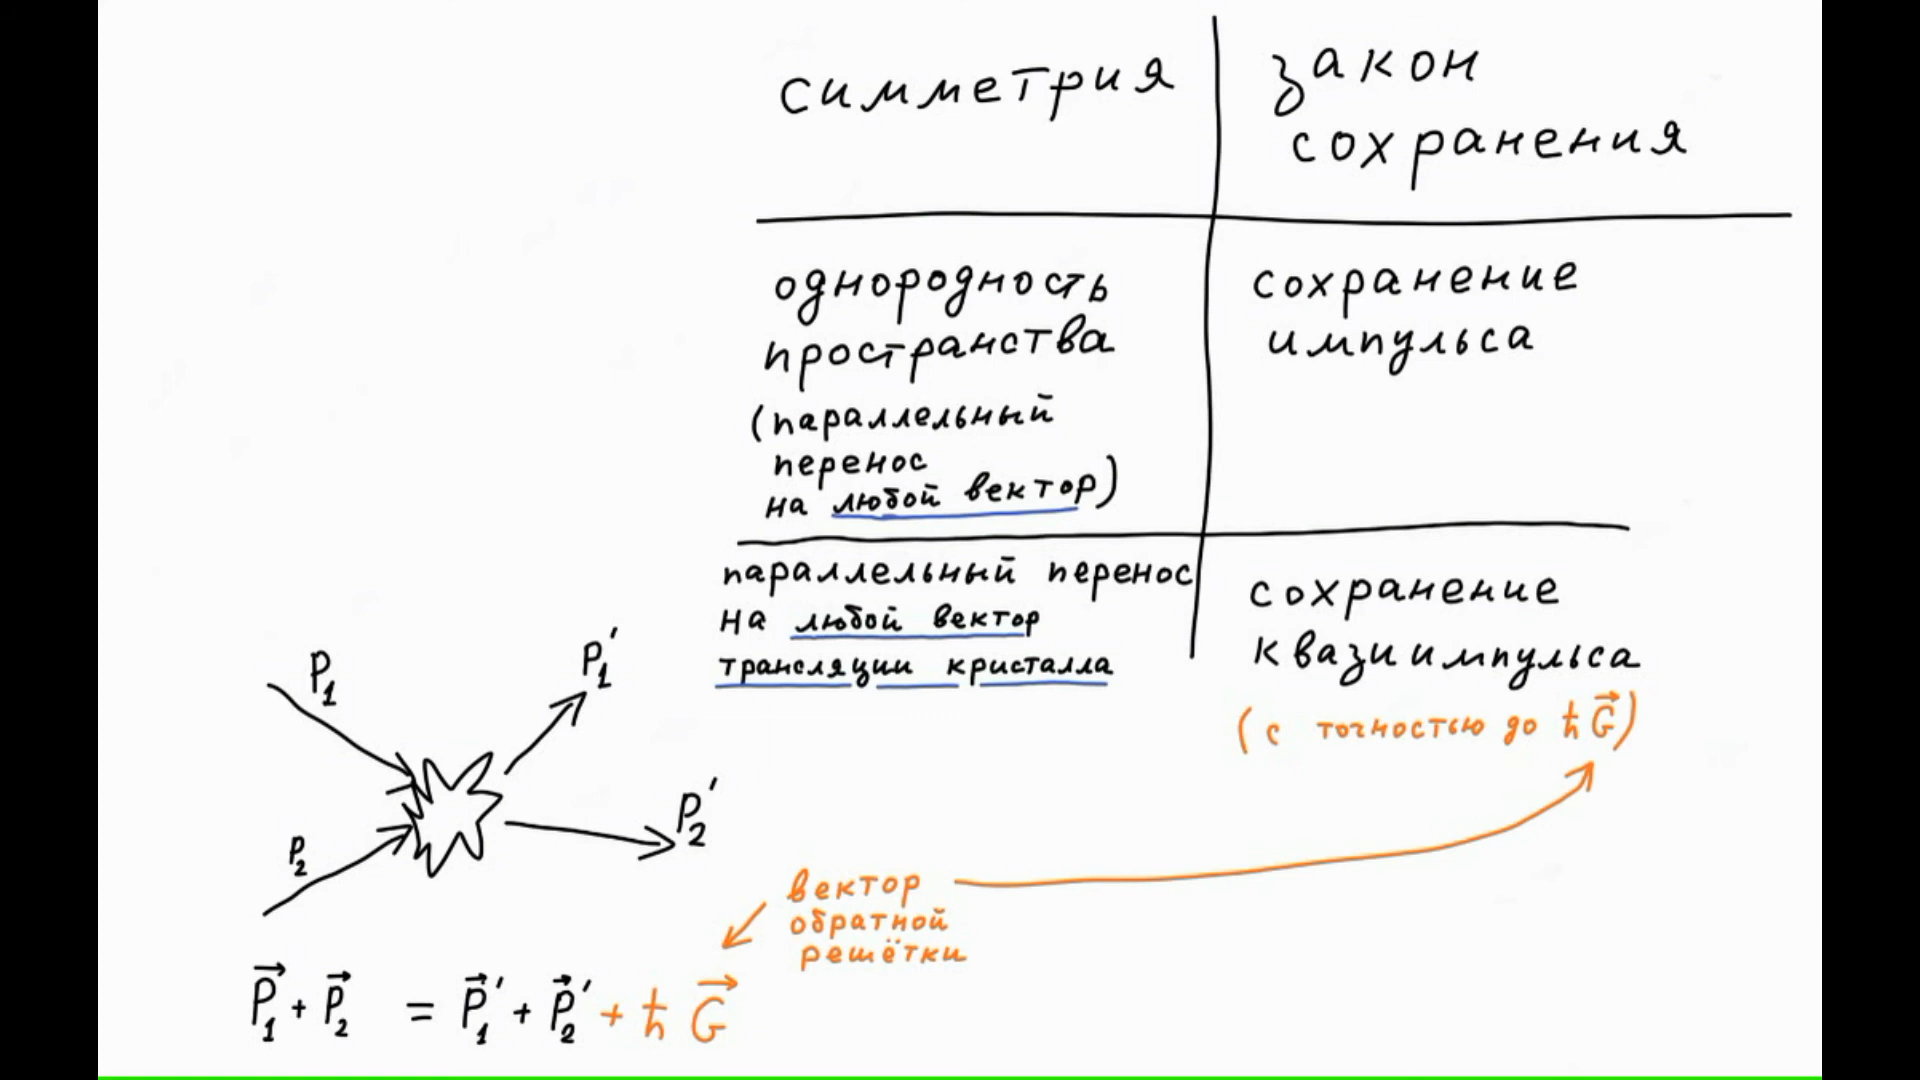 симметрия
закон
сохранения
однородность
пространства
(параллельный
перенос
на любой вектор)
сохранение
импульса
параллельный перенос
на любой вектор
трансляции кристалла
сохранение
квазиимпульса
(с точностью до ħG⃗)
P₁
P₁′
P₂
P₂′
вектор
обратной
решётки
P⃗₁ + P⃗₂ = P⃗₁′ + P⃗₂′ + ħ G⃗